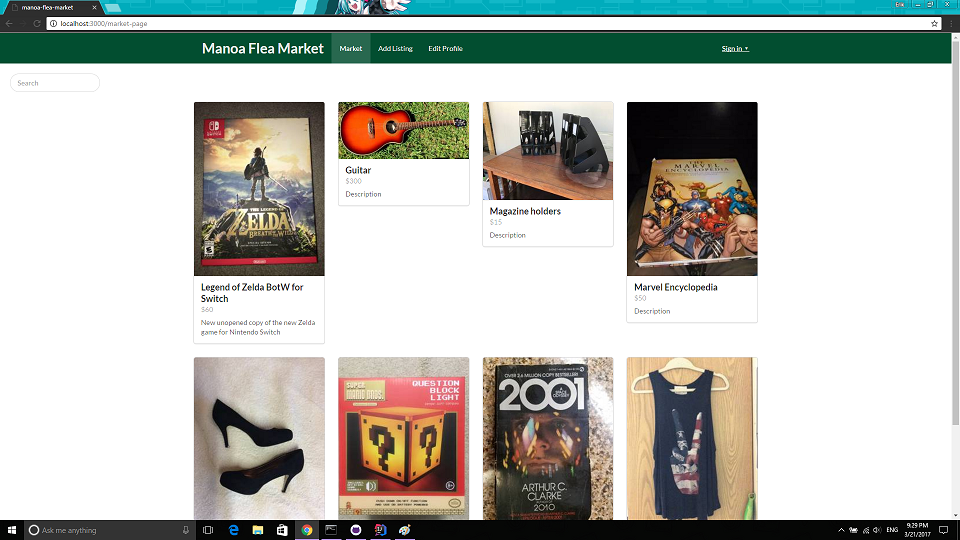 manoa-flea-market
Erik
localhost:3000/market-page
Manoa Flea Market
Market
Add Listing
Edit Profile
Sign in
Search
NINTENDO
SWITCH
THE LEGEND OF
ZELDA
BREATH OF THE WILD
Legend of Zelda BotW for
Switch
$60
New unopened copy of the new Zelda
game for Nintendo Switch
Guitar
$300
Description
Magazine holders
$15
Description
THE
MARVEL
ENCYCLOPEDIA
Marvel Encyclopedia
$50
Description
SUPER
MARIO BROS.
QUESTION
BLOCK
LIGHT
OVER 2.6 MILLION COPY BESTSELLER
2001
A SPACE
ODYSSEY
ARTHUR C.
CLARKE
2010
Ask me anything
ENG
9:29 PM
3/21/2017